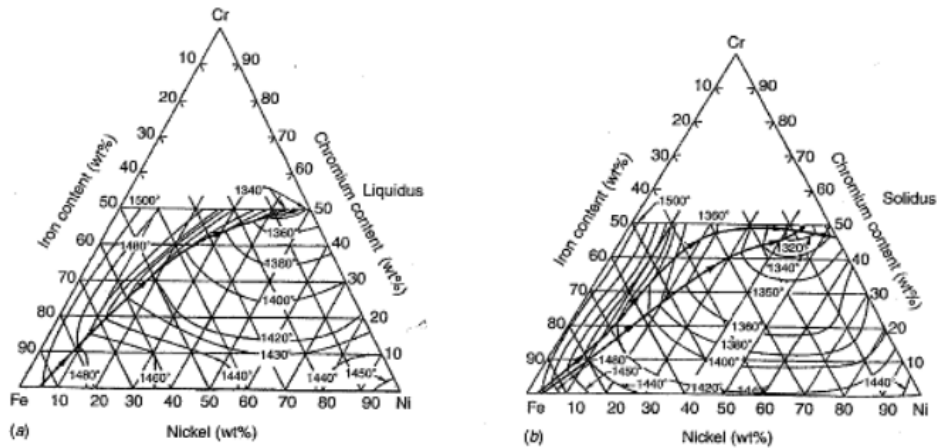 Cr
10 90
20 80
30 70
40 60
50 1500° 1340° 50
Liquidus
Iron content (wt%)
Chromium content (wt%)
60 1480° 1360° 40
1380°
70 1400° 30
80 1420° 20
1430°
90 10
1480° 1460° 1440° 1440° 1450°
Fe 10 20 30 40 50 60 70 80 90 Ni
(a) Nickel (wt%)
Cr
10 90
20 80
30 70
40 60
1500° 1360°
50 50
Solidus
Iron content (wt%)
Chromium content (wt%)
1320°
60 1340° 40
70 1350° 30
80 1360° 20
1360°
90 1480° 1400° 10
1450°
1440° 1420° 1440°
Fe 10 20 30 40 50 60 70 80 90 Ni
(b) Nickel (wt%)